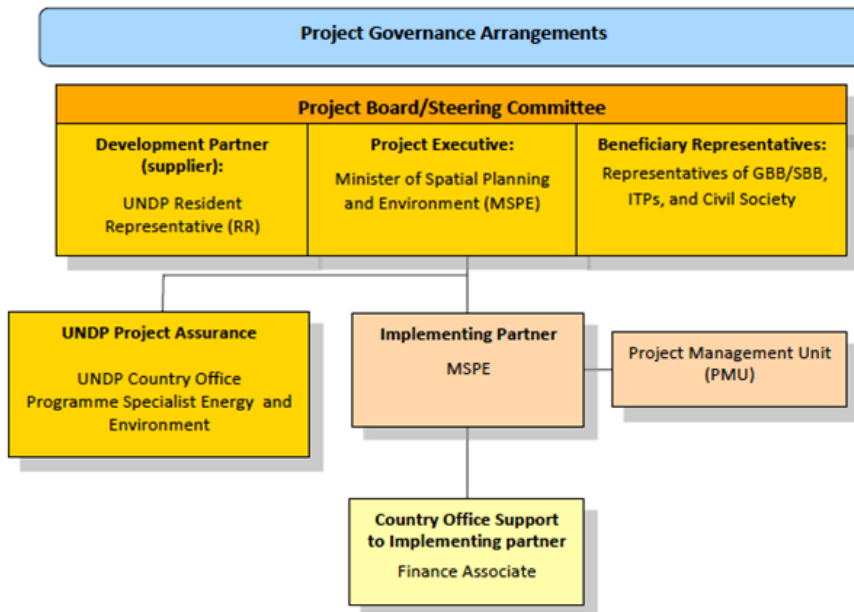 Project Governance Arrangements
Project Board/Steering Committee
Development Partner
(supplier):
UNDP Resident
Representative (RR)
Project Executive:
Minister of Spatial Planning
and Environment (MSPE)
Beneficiary Representatives:
Representatives of GBB/SBB,
ITPs, and Civil Society
UNDP Project Assurance
UNDP Country Office
Programme Specialist Energy and
Environment
Implementing Partner
MSPE
Project Management Unit
(PMU)
Country Office Support
to Implementing partner
Finance Associate